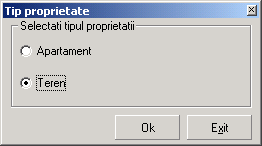 Tip proprietate
Selectati tipul proprietatii
Apartament
Teren
Ok
Exit